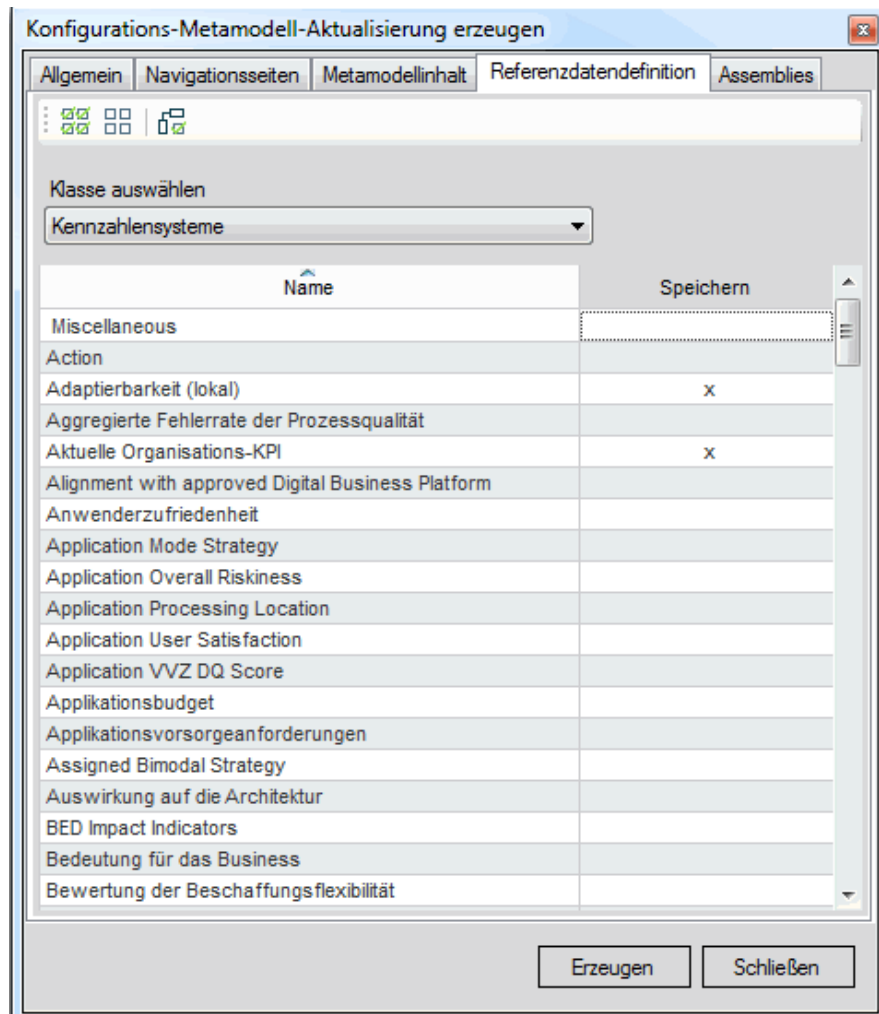 Konfigurations-Metamodell-Aktualisierung erzeugen
Allgemein Navigationsseiten Metamodellinhalt Referenzdatendefinition Assemblies
Klasse auswählen
Kennzahlensysteme
Name Speichern
Miscellaneous
Action
Adaptierbarkeit (lokal) x
Aggregierte Fehlerrate der Prozessqualität
Aktuelle Organisations-KPI x
Alignment with approved Digital Business Platform
Anwenderzufriedenheit
Application Mode Strategy
Application Overall Riskiness
Application Processing Location
Application User Satisfaction
Application VVZ DQ Score
Applikationsbudget
Applikationsvorsorgeanforderungen
Assigned Bimodal Strategy
Auswirkung auf die Architektur
BED Impact Indicators
Bedeutung für das Business
Bewertung der Beschaffungsflexibilität
Erzeugen Schließen